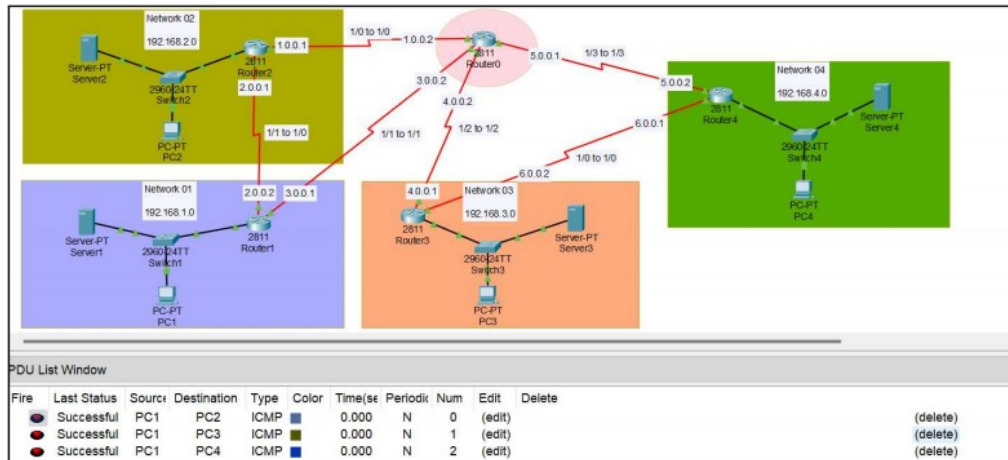 Network 02
192.168.2.0
Server-PT
Server2
2960-24TT
Switch2
PC-PT
PC2
2811
Router2
1.0.0.1
2.0.0.1
1/0 to 1/0
1.0.0.2
2811
Router0
5.0.0.1
1/3 to 1/3
3.0.0.2
4.0.0.2
1/1 to 1/0
1/1 to 1/1
1/2 to 1/2
5.0.0.2
2811
Router4
6.0.0.1
Network 04
192.168.4.0
Server-PT
Server4
2960-24TT
Switch4
PC-PT
PC4
1/0 to 1/0
6.0.0.2
Network 01
192.168.1.0
Server-PT
Server1
2960-24TT
Switch1
PC-PT
PC1
2.0.0.2
3.0.0.1
2811
Router1
4.0.0.1
Network 03
192.168.3.0
2811
Router3
Server-PT
Server3
2960-24TT
Switch3
PC-PT
PC3
PDU List Window
Fire Last Status Sourc Destination Type Color Time(se Periodic Num Edit Delete
Successful PC1 PC2 ICMP 0.000 N 0 (edit) (delete)
Successful PC1 PC3 ICMP 0.000 N 1 (edit) (delete)
Successful PC1 PC4 ICMP 0.000 N 2 (edit) (delete)